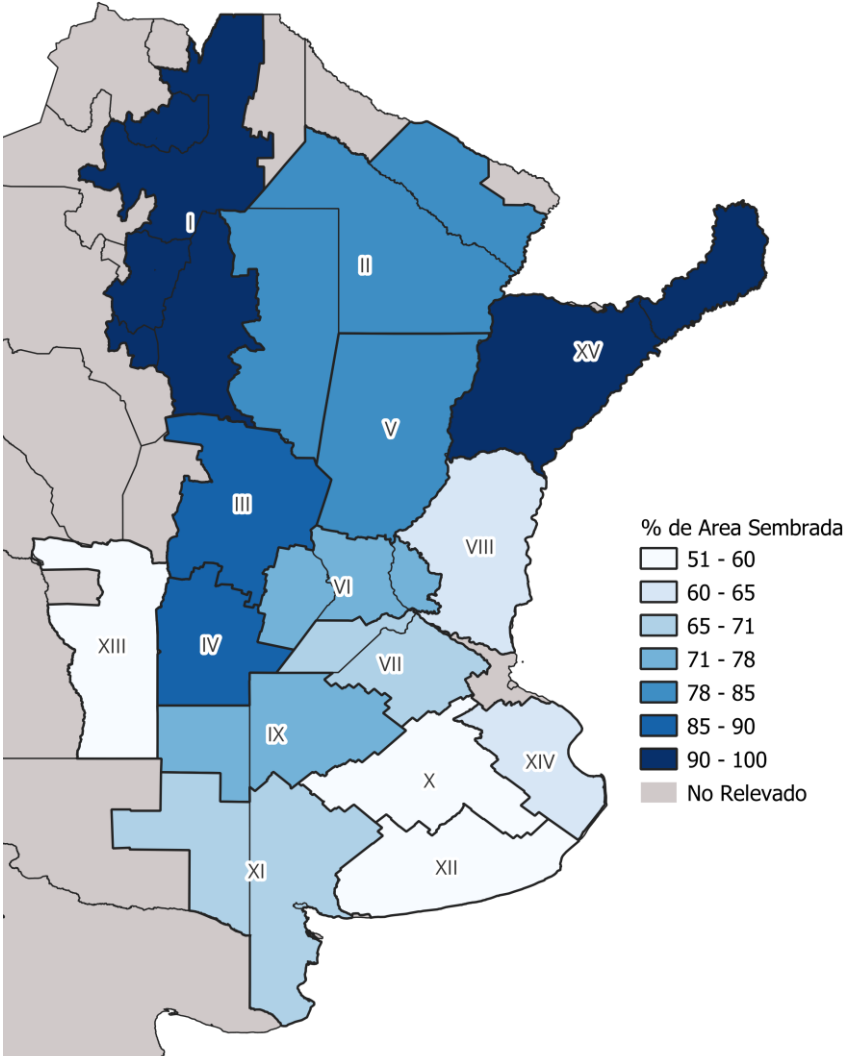 I
II
XV
V
III
VIII
VI
XIII
IV
VII
IX
XIV
X
XI
XII
% de Area Sembrada
51 - 60
60 - 65
65 - 71
71 - 78
78 - 85
85 - 90
90 - 100
No Relevado